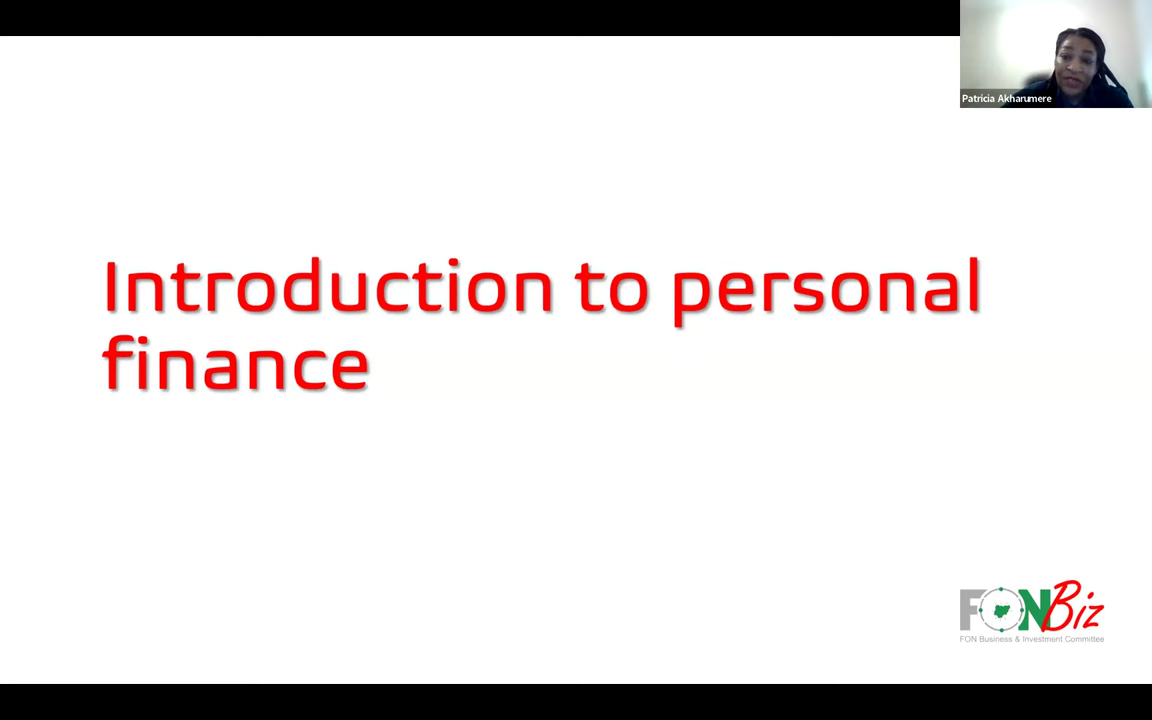 Patricia Akharumere
Introduction to personal
finance
FONBiz
FON Business & Investment Committee